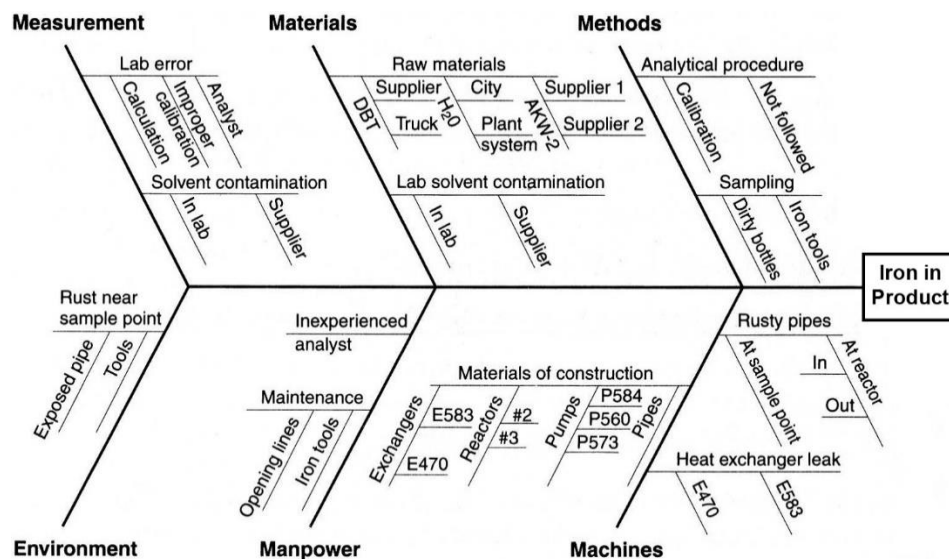 Measurement
Materials
Methods
Lab error
Calculation
Improper
calibration
Analyst
Solvent contamination
In lab
Supplier
Raw materials
DBT
Supplier
Truck
H₂0
City
Plant
system
AKW-2
Supplier 1
Supplier 2
Lab solvent contamination
In lab
Supplier
Analytical procedure
Calibration
Not followed
Sampling
Dirty bottles
Iron tools
Iron in
Product
Rust near
sample point
Exposed pipe
Tools
Inexperienced
analyst
Maintenance
Opening lines
Iron tools
Materials of construction
Exchangers
E583
E470
Reactors
#2
#3
Pumps
P584
P560
P573
Pipes
Rusty pipes
At sample point
At reactor
In
Out
Heat exchanger leak
E470
E583
Environment
Manpower
Machines